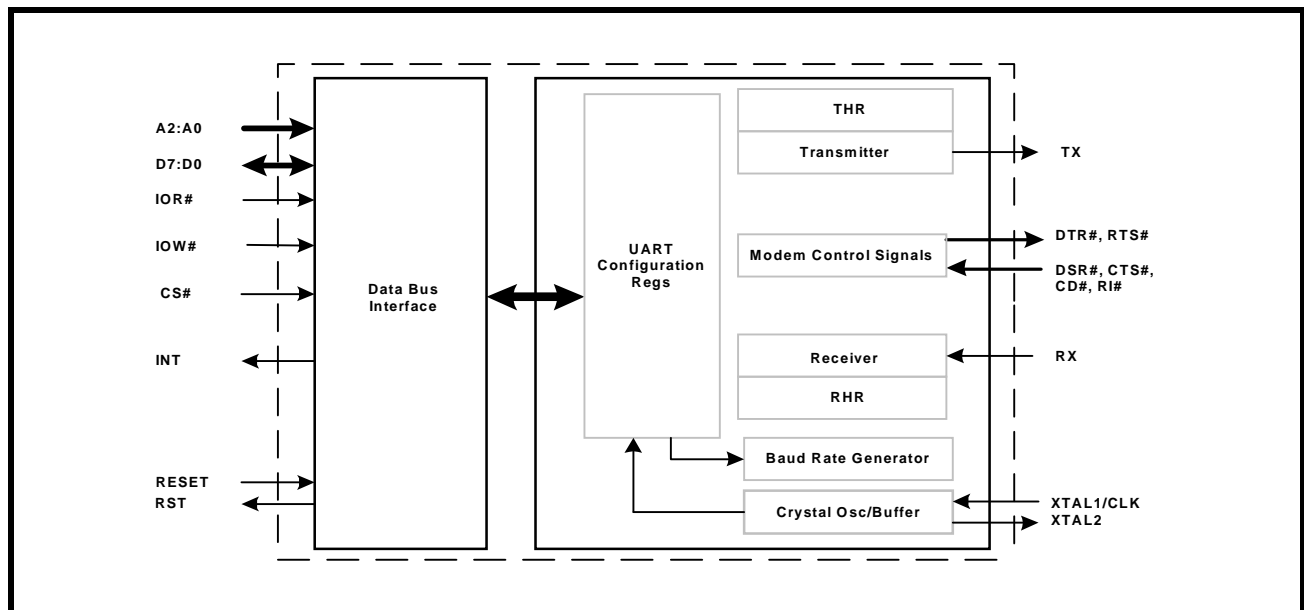 A2:A0
D7:D0
IOR#
IOW#
CS#
INT
RESET
RST
Data Bus
Interface
UART
Configuration
Regs
THR
Transmitter
Modem Control Signals
Receiver
RHR
Baud Rate Generator
Crystal Osc/Buffer
TX
DTR#, RTS#
DSR#, CTS#,
CD#, RI#
RX
XTAL1/CLK
XTAL2